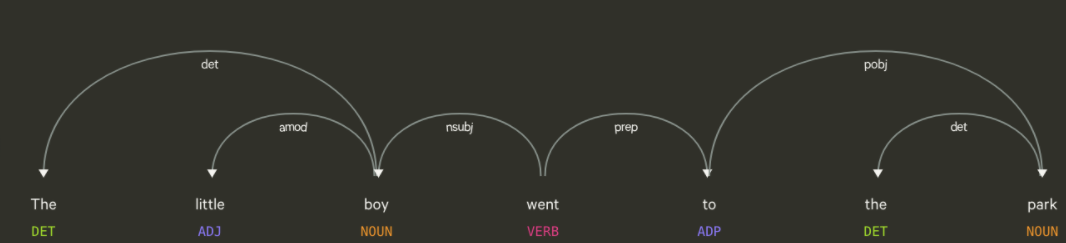 det pobj
amod nsubj prep det
The little boy went to the park
DET ADJ NOUN VERB ADP DET NOUN